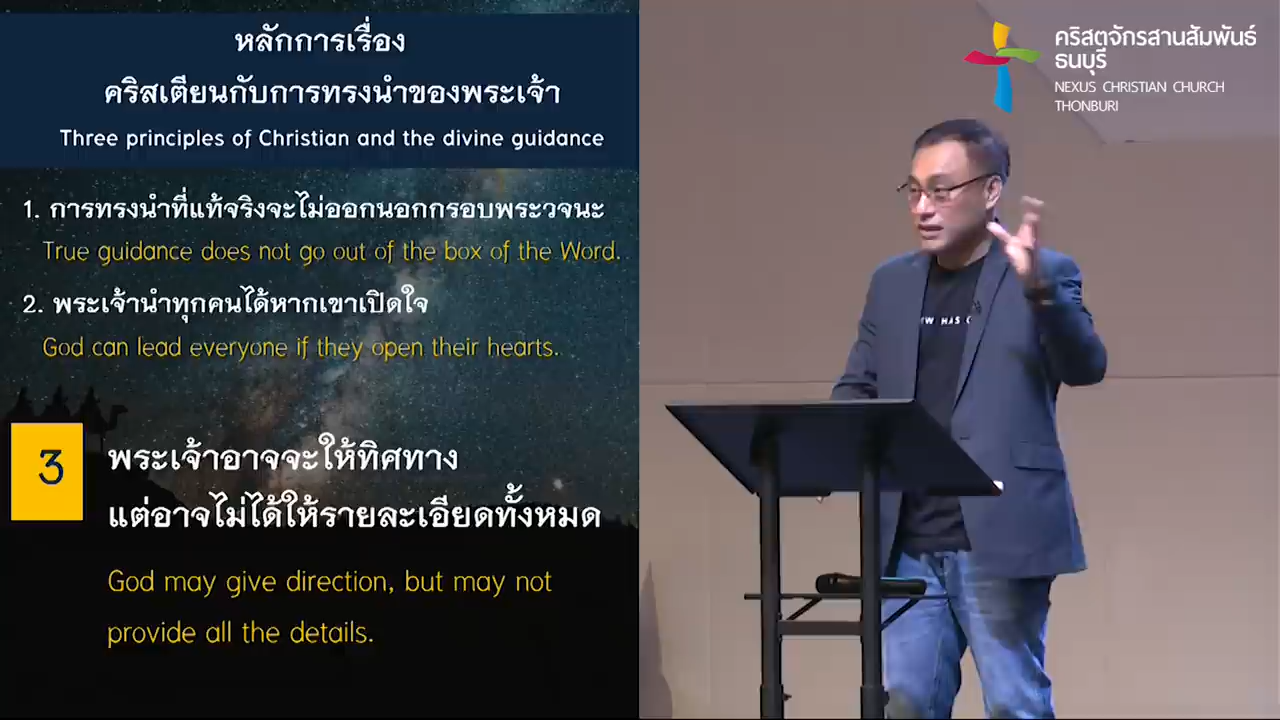 หลักการเรื่อง
คริสเตียนกับการทรงนำของพระเจ้า
Three principles of Christian and the divine guidance
1. การทรงนำที่แท้จริงจะไม่ออกนอกกรอบพระวจนะ
True guidance does not go out of the box of the Word.
2. พระเจ้านำทุกคนได้หากเขาเปิดใจ
God can lead everyone if they open their hearts.
3
พระเจ้าอาจจะให้ทิศทาง
แต่อาจไม่ได้ให้รายละเอียดทั้งหมด
God may give direction, but may not
provide all the details.
คริสตจักรสานสัมพันธ์
ธนบุรี
NEXUS CHRISTIAN CHURCH
THONBURI
HAS